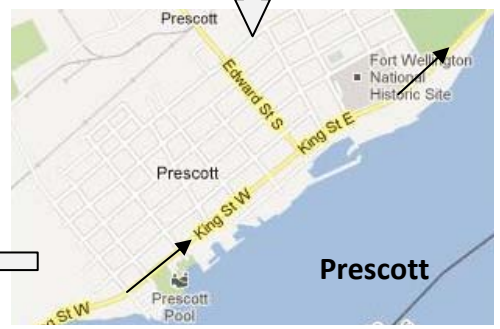 Prescott
Edward St S
Fort Wellington
National
Historic Site
King St E
Prescott
King St W
Prescott
Prescott
Pool
St W